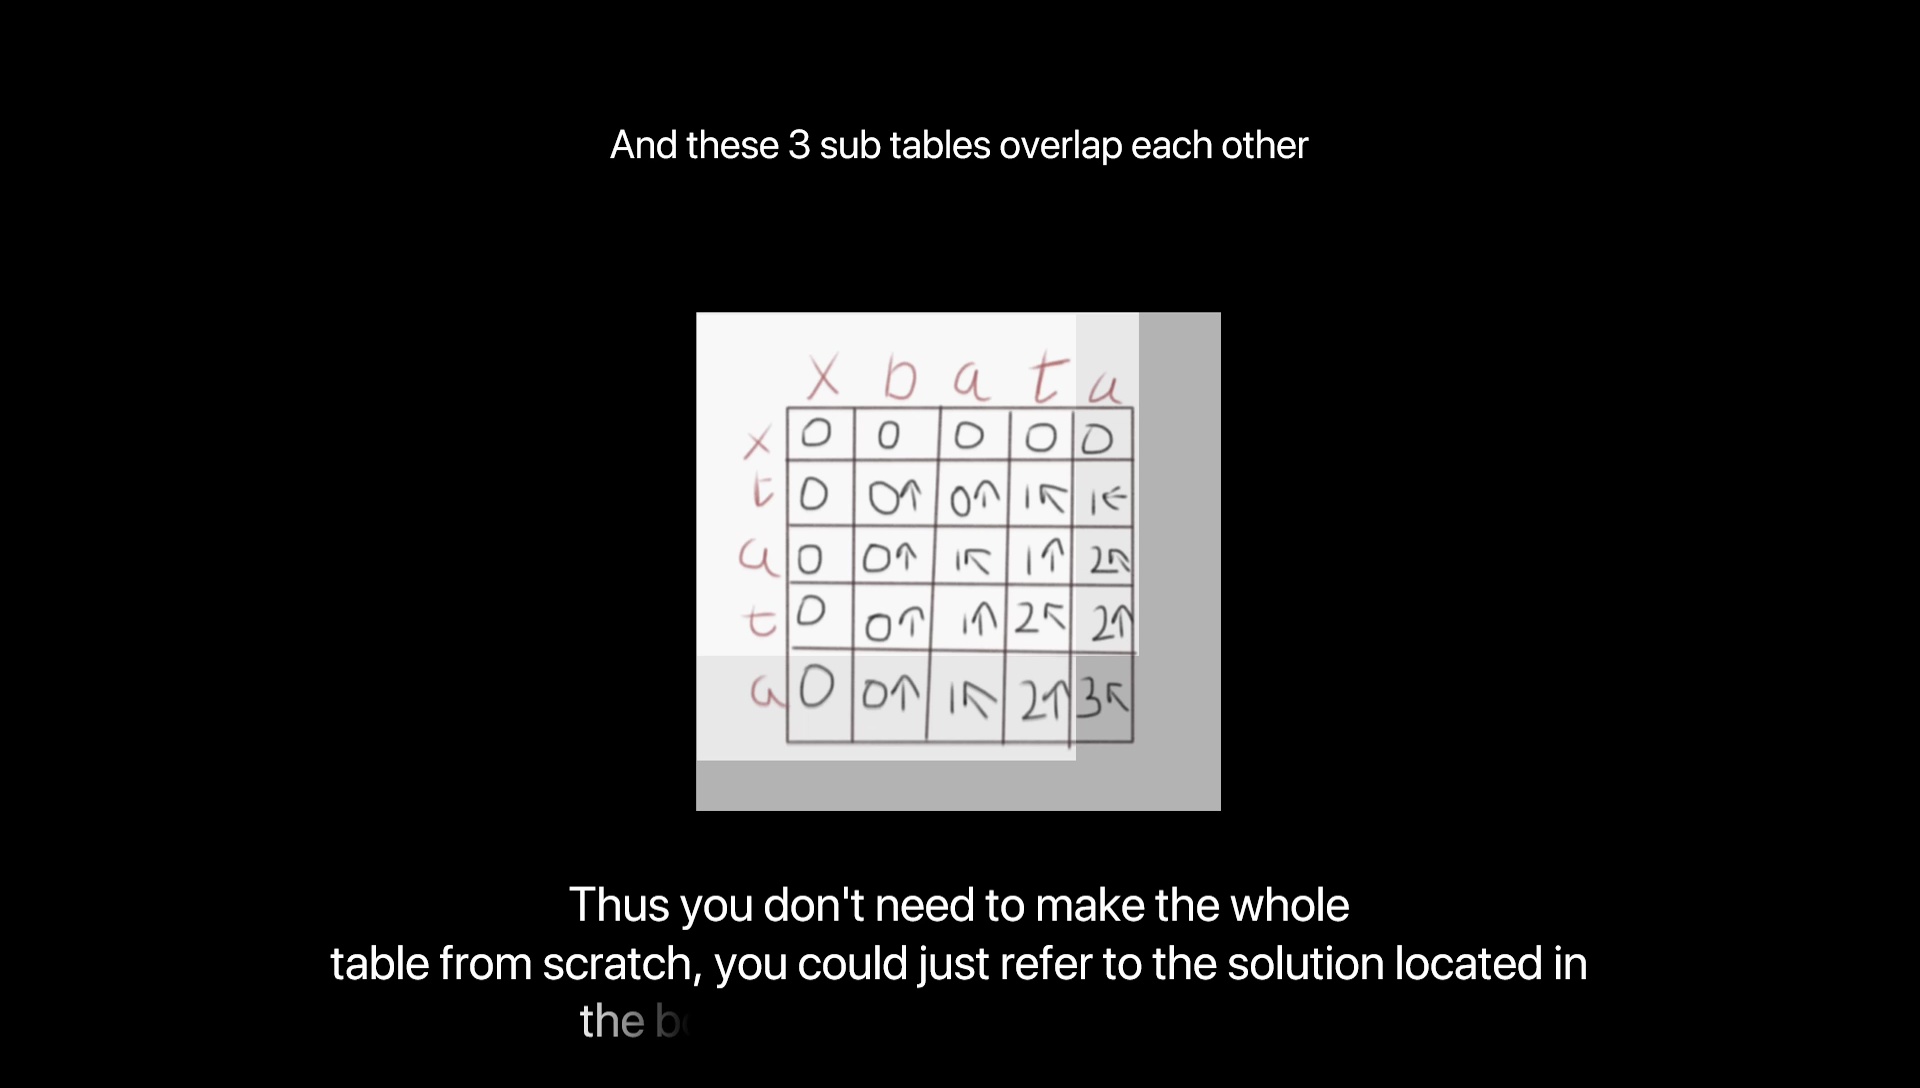 And these 3 sub tables overlap each other
x b a t a
x 0 0 0 0 0
t 0 0↑ 0↑ 1↖ 1←
a 0 0↑ 1↖ 1↑ 2↖
t 0 0↑ 1↑ 2↖ 2↑
a 0 0↑ 1↖ 2↑ 3↖
Thus you don't need to make the whole
table from scratch, you could just refer to the solution located in
the